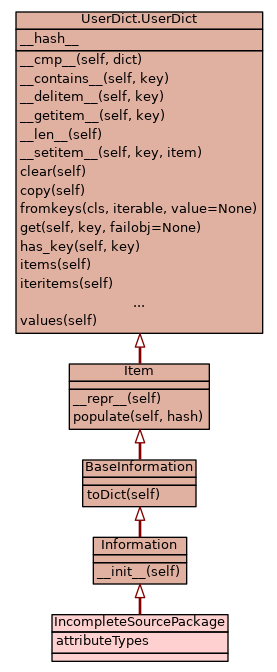 UserDict.UserDict
__hash__
__cmp__(self, dict)
__contains__(self, key)
__delitem__(self, key)
__getitem__(self, key)
__len__(self)
__setitem__(self, key, item)
clear(self)
copy(self)
fromkeys(cls, iterable, value=None)
get(self, key, failobj=None)
has_key(self, key)
items(self)
iteritems(self)
...
values(self)
Item
__repr__(self)
populate(self, hash)
BaseInformation
toDict(self)
Information
__init__(self)
IncompleteSourcePackage
attributeTypes